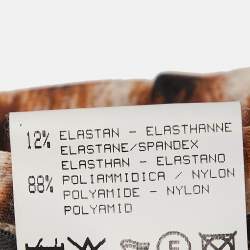 12% ELASTAN - ELASTHANNE
ELASTANE/SPANDEX
ELASTHAN - ELASTANO
88% POLIAMMIDICA / NYLON
POLYAMIDE - NYLON
POLYAMID